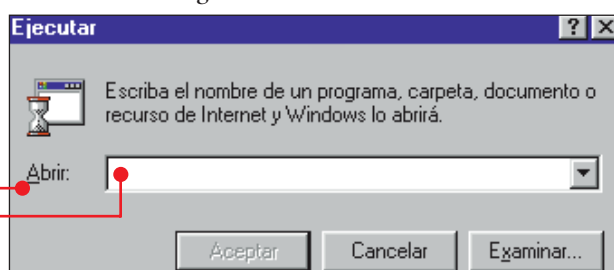 Ejecutar
Escriba el nombre de un programa, carpeta, documento o
recurso de Internet y Windows lo abrirá.
Abrir:
Aceptar Cancelar Examinar...